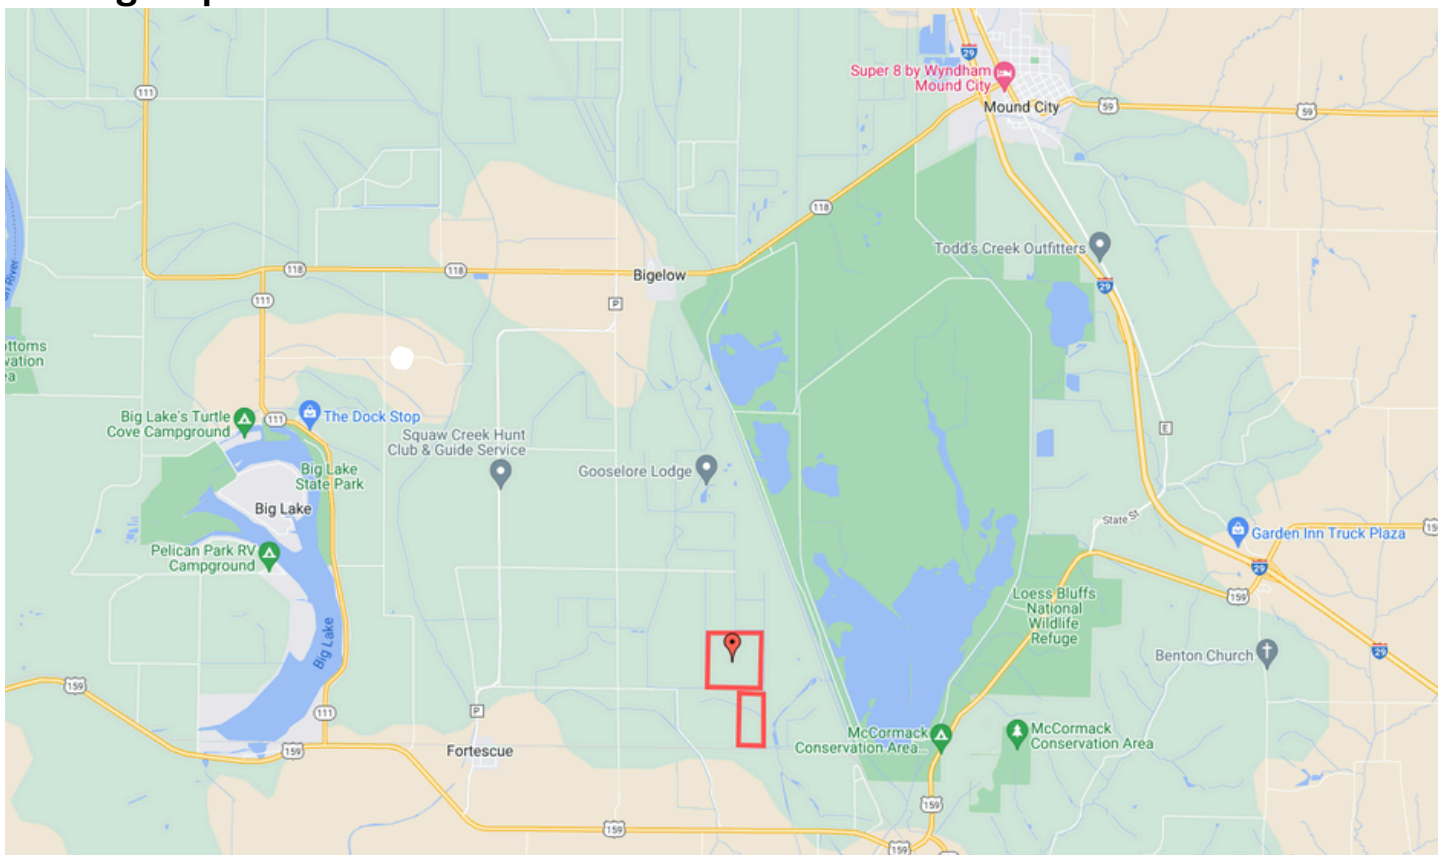 29
Super 8 by Wyndham
Mound City
Mound City
59
59
111
118
Todd's Creek Outfitters
29
118
118
Bigelow
111
P
ottoms
vation
ea
Big Lake's Turtle
Cove Campground
111
The Dock Stop
Squaw Creek Hunt
Club & Guide Service
Gooselore Lodge
E
Big Lake
State Park
Big Lake
State St
Garden Inn Truck Plaza
Pelican Park RV
Campground
29
159
Loess Bluffs
National
Wildlife
Refuge
Big Lake
Benton Church
29
159
111
P
McCormack
Conservation Area...
McCormack
Conservation Area
159
Fortescue
159
159
159